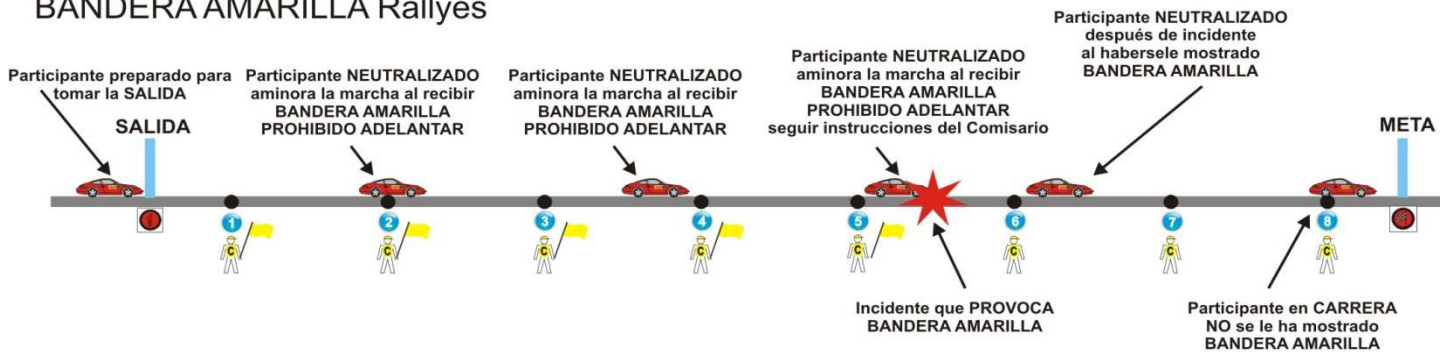 BANDERA AMARILLA Rallyes
Participante preparado para
tomar la SALIDA
SALIDA
Participante NEUTRALIZADO
aminora la marcha al recibir
BANDERA AMARILLA
PROHIBIDO ADELANTAR
Participante NEUTRALIZADO
aminora la marcha al recibir
BANDERA AMARILLA
PROHIBIDO ADELANTAR
Participante NEUTRALIZADO
aminora la marcha al recibir
BANDERA AMARILLA
PROHIBIDO ADELANTAR
seguir instrucciones del Comisario
Participante NEUTRALIZADO
después de incidente
al habersele mostrado
BANDERA AMARILLA
META
1
2
3
4
5
6
7
8
C
C
C
C
C
C
C
C
Incidente que PROVOCA
BANDERA AMARILLA
Participante en CARRERA
NO se le ha mostrado
BANDERA AMARILLA